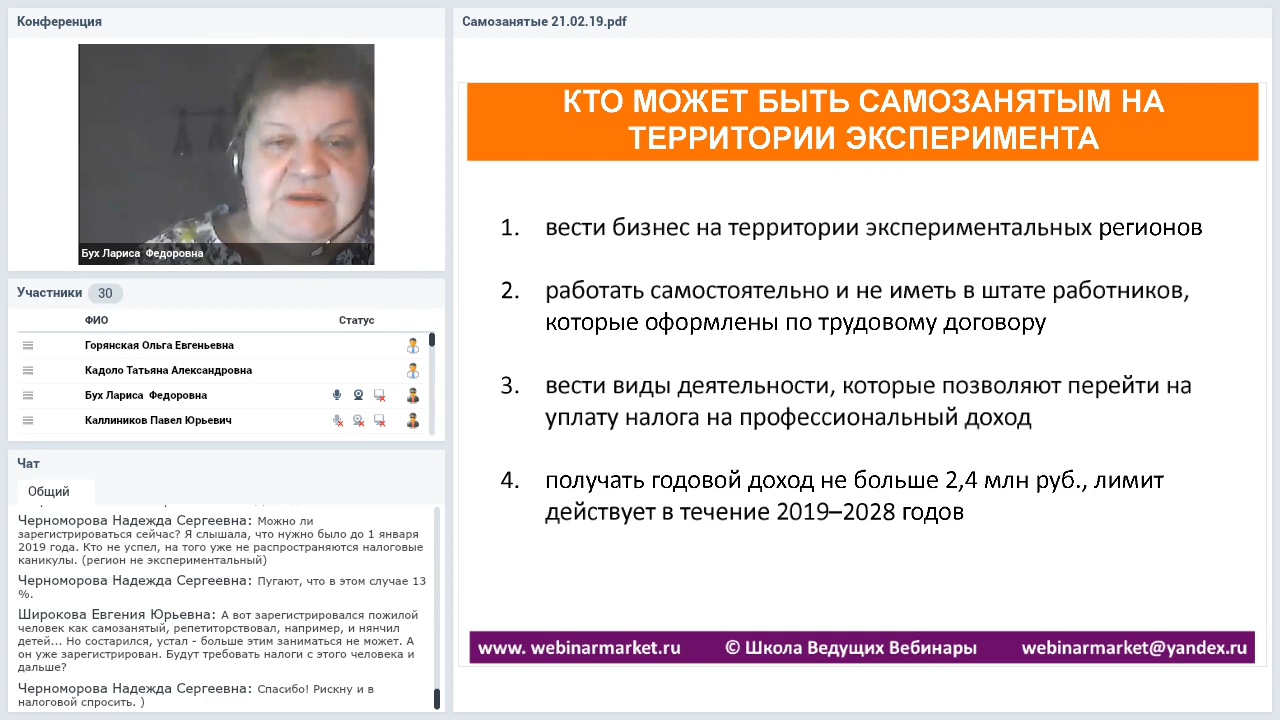 Конференция
Бух Лариса Федоровна
Участники 30
ФИО Статус
Горянская Ольга Евгеньевна
Кадоло Татьяна Александровна
Бух Лариса Федоровна
Каллиников Павел Юрьевич
Чат
Общий
Черноморова Надежда Сергеевна: Можно ли
зарегистрироваться сейчас? Я слышала, что нужно было до 1 января
2019 года. Кто не успел, на того уже не распространяются налоговые
каникулы. (регион не экспериментальный)
Черноморова Надежда Сергеевна: Пугают, что в этом случае 13
%.
Широкова Евгения Юрьевна: А вот зарегистрировался пожилой
человек как самозанятый, репетиторствовал, например, и нянчил
детей... Но состарился, устал - больше этим заниматься не может. А
он уже зарегистрирован. Будут требовать налоги с этого человека и
дальше?
Черноморова Надежда Сергеевна: Спасибо! Рискну и в
налоговой спросить. )
Самозанятые 21.02.19.pdf
КТО МОЖЕТ БЫТЬ САМОЗАНЯТЫМ НА
ТЕРРИТОРИИ ЭКСПЕРИМЕНТА
1. вести бизнес на территории экспериментальных регионов
2. работать самостоятельно и не иметь в штате работников,
которые оформлены по трудовому договору
3. вести виды деятельности, которые позволяют перейти на
уплату налога на профессиональный доход
4. получать годовой доход не больше 2,4 млн руб., лимит
действует в течение 2019–2028 годов
www. webinarmarket.ru © Школа Ведущих Вебинары webinarmarket@yandex.ru